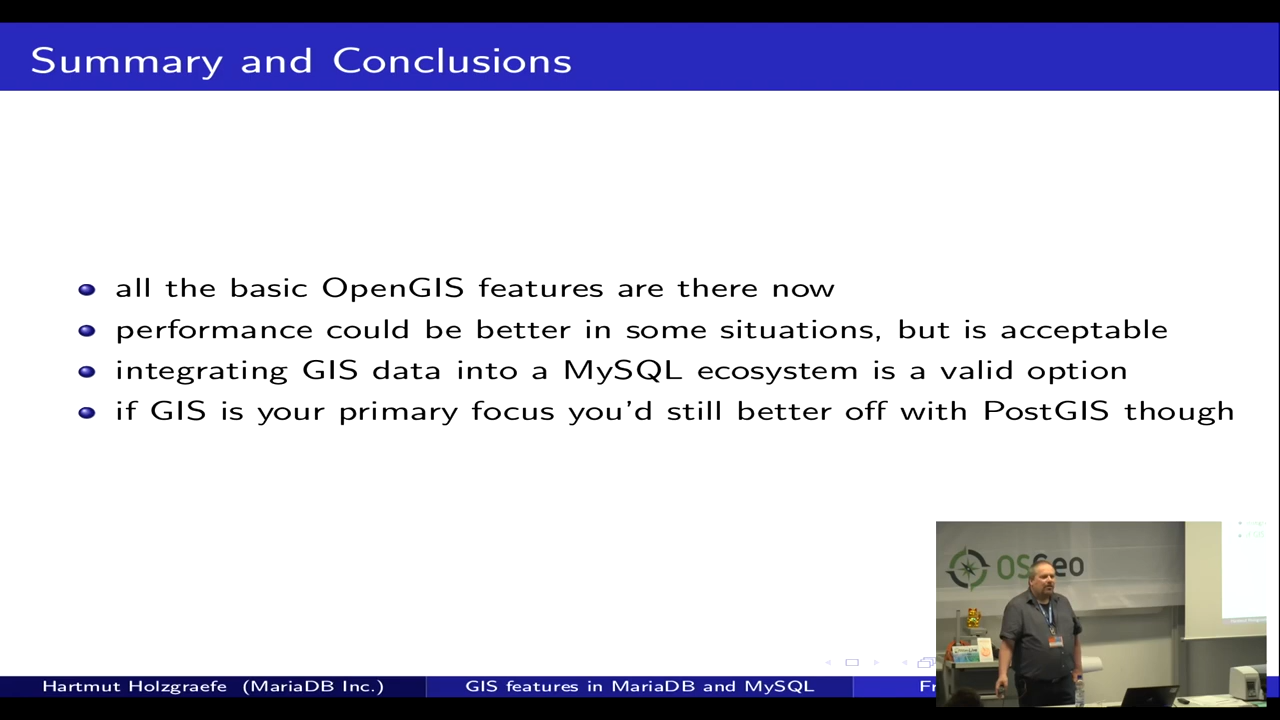 Summary and Conclusions
all the basic OpenGIS features are there now
performance could be better in some situations, but is acceptable
integrating GIS data into a MySQL ecosystem is a valid option
if GIS is your primary focus you'd still better off with PostGIS though
OSGeo
Hartmut Holzgraefe (MariaDB Inc.)
GIS features in MariaDB and MySQL